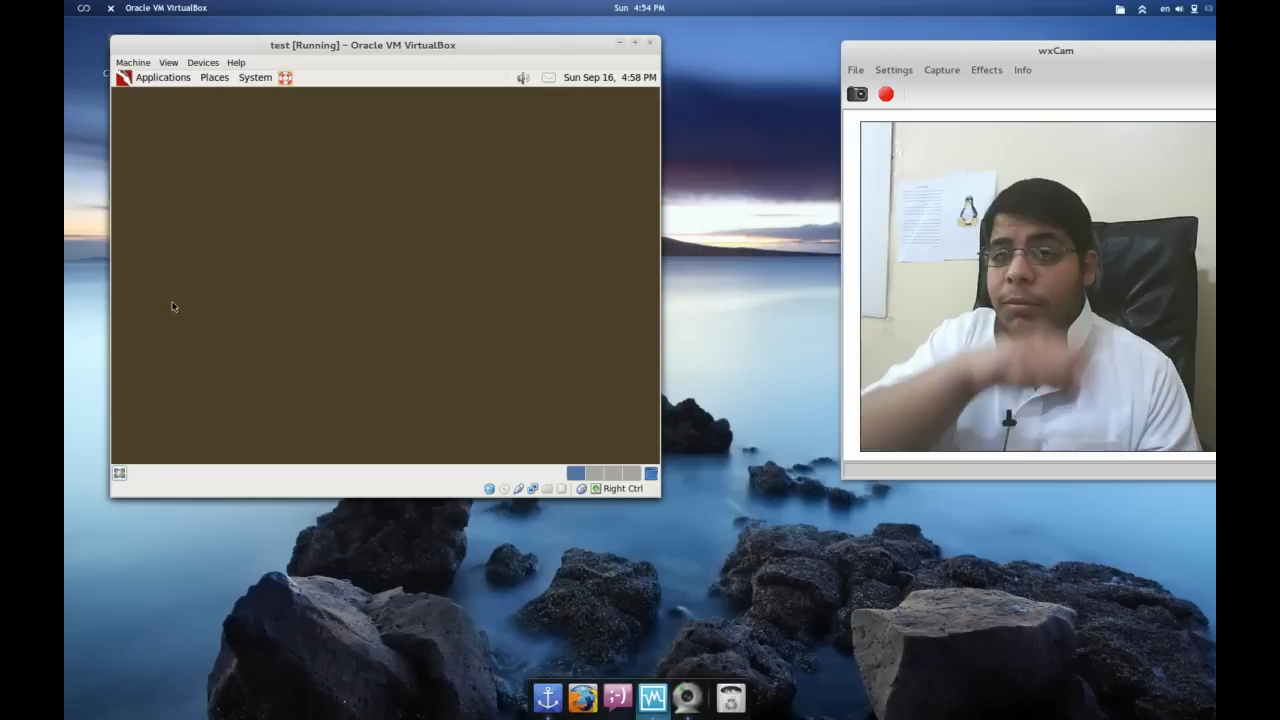 Oracle VM VirtualBox
Sun 4:54 PM
en
test [Running] – Oracle VM VirtualBox
Machine View Devices Help
Applications Places System
Sun Sep 16, 4:58 PM
Right Ctrl
wxCam
File Settings Capture Effects Info